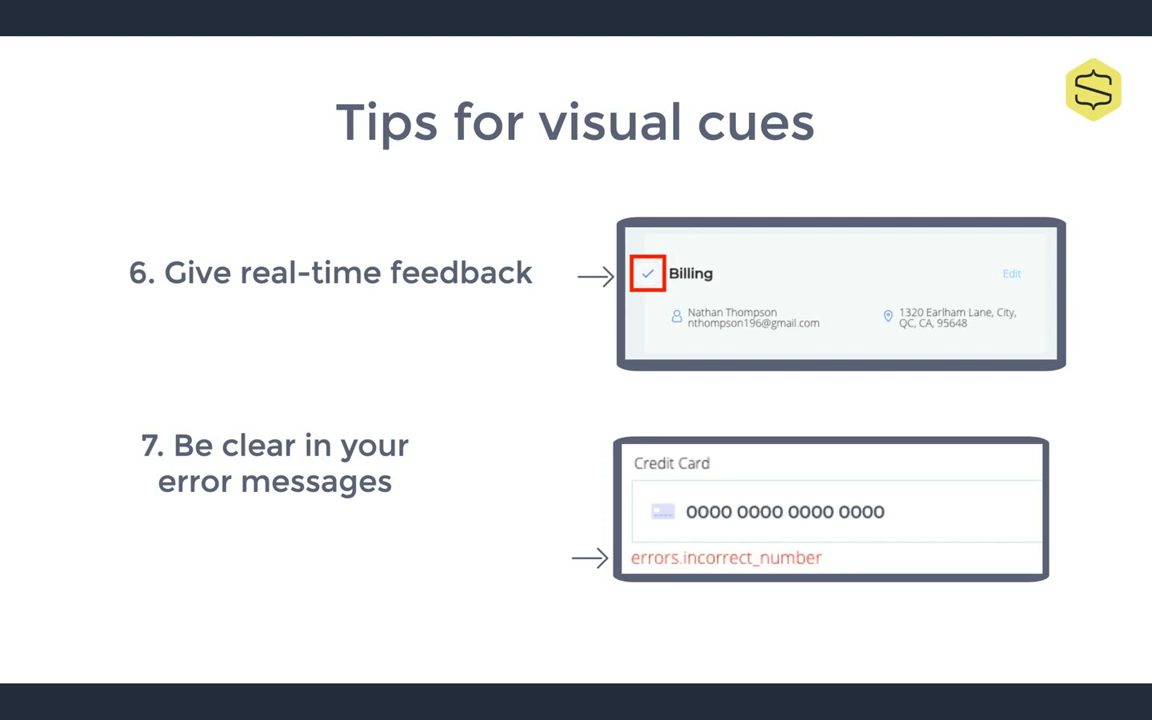 Tips for visual cues
6. Give real-time feedback
Billing
Edit
Nathan Thompson
nthompson196@gmail.com
1320 Earlham Lane, City,
QC, CA, 95648
7. Be clear in your
error messages
Credit Card
0000 0000 0000 0000
errors.incorrect_number